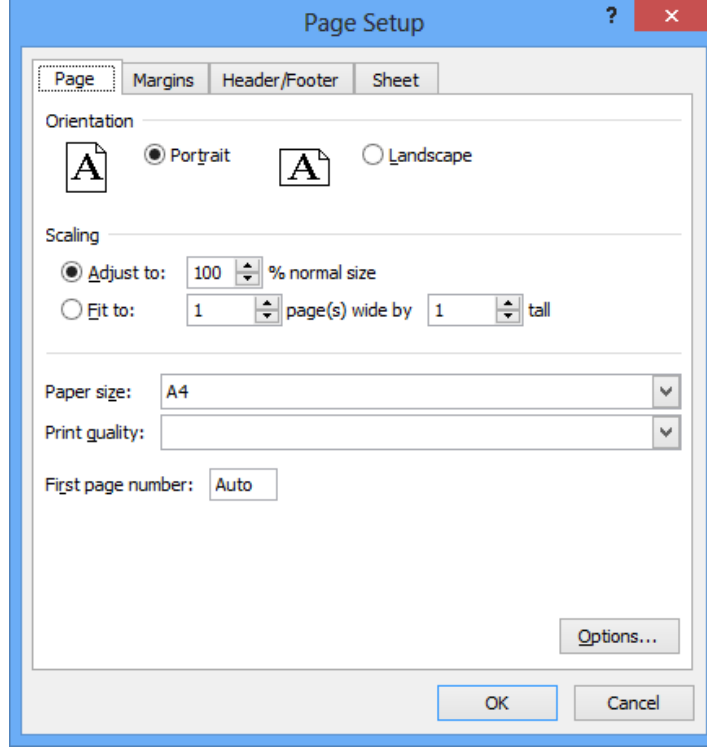 Page Setup ?
Page Margins Header/Footer Sheet
Orientation
A Portrait A Landscape
Scaling
Adjust to: 100 % normal size
Fit to: 1 page(s) wide by 1 tall
Paper size: A4
Print quality:
First page number: Auto
Options...
OK Cancel